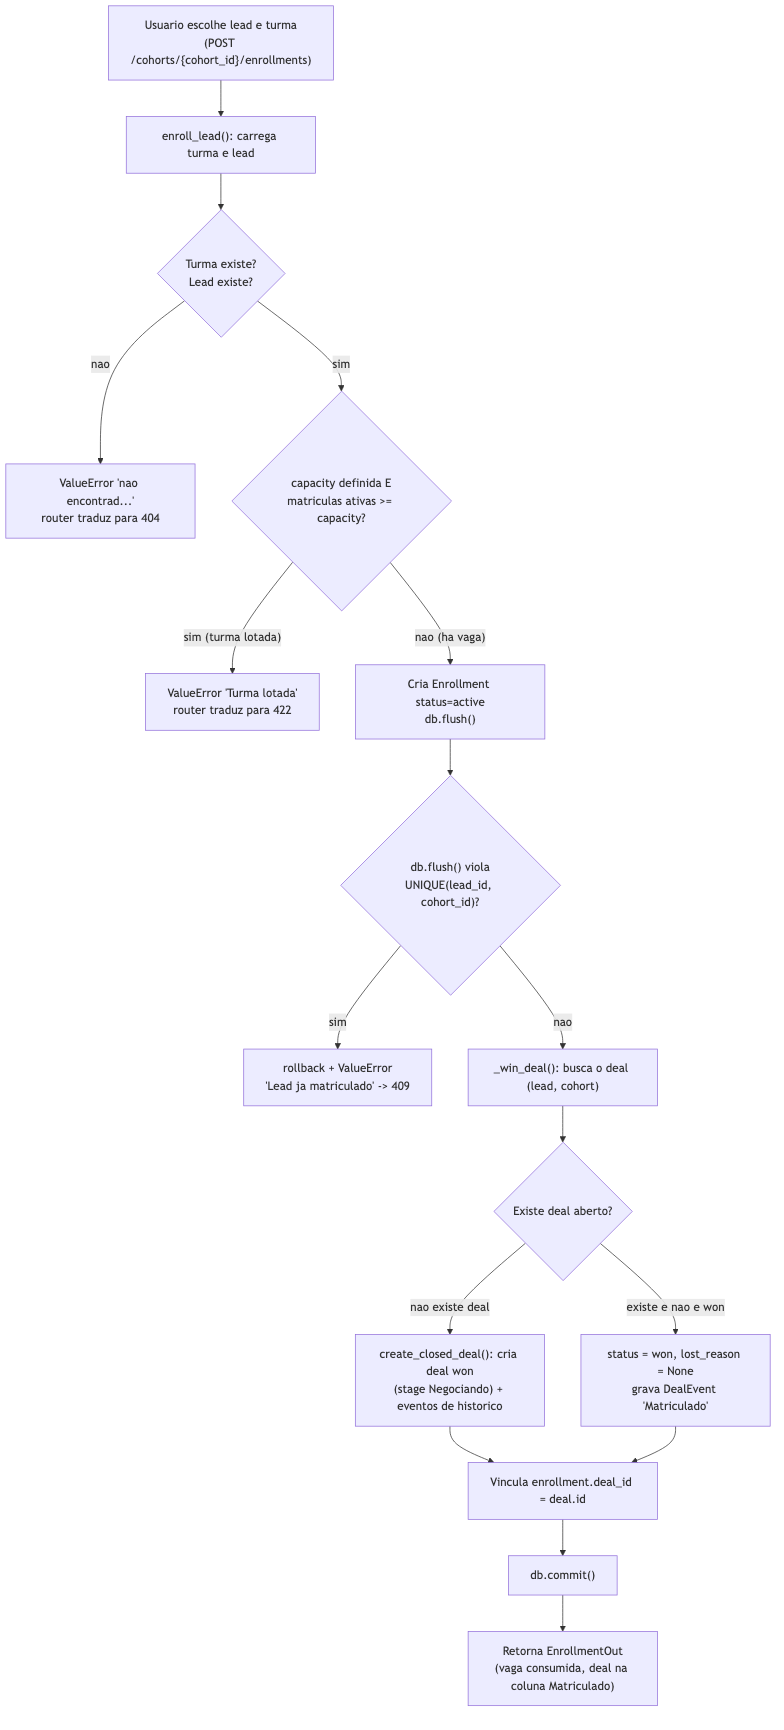 Usuario escolhe lead e turma
(POST
/cohorts/{cohort_id}/enrollments)
enroll_lead(): carrega
turma e lead
Turma existe?
Lead existe?
nao
sim
ValueError 'nao
encontrad...'
router traduz para 404
capacity definida E
matriculas ativas >=
capacity?
sim (turma lotada)
nao (ha vaga)
ValueError 'Turma lotada'
router traduz para 422
Cria Enrollment
status=active
db.flush()
db.flush() viola
UNIQUE(lead_id,
cohort_id)?
sim
nao
rollback + ValueError
'Lead ja matriculado' -> 409
_win_deal(): busca o deal
(lead, cohort)
Existe deal aberto?
nao existe deal
existe e nao e won
create_closed_deal(): cria
deal won
(stage Negociando) +
eventos de historico
status = won, lost_reason
= None
grava DealEvent
'Matriculado'
Vincula enrollment.deal_id
= deal.id
db.commit()
Retorna EnrollmentOut
(vaga consumida, deal na
coluna Matriculado)